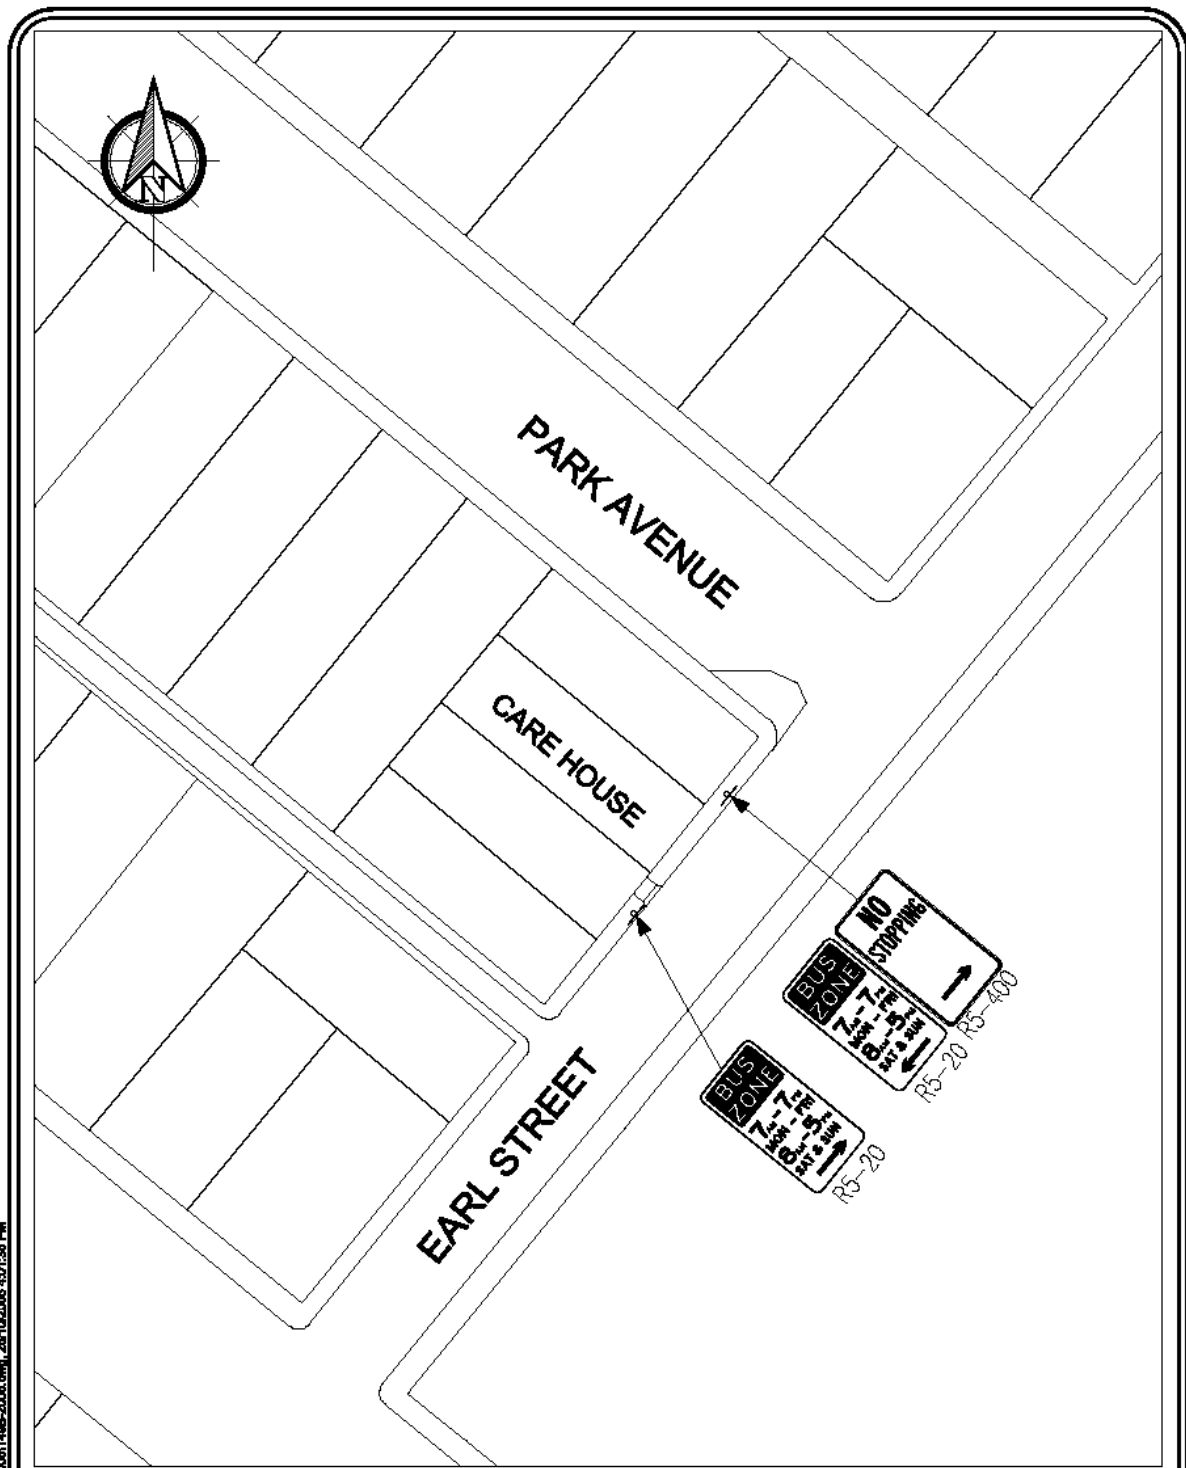 N
PARK AVENUE
CARE HOUSE
NO
STOPPING
R5-400
BUS
ZONE
7AM-7PM
MON - FRI
8AM-5PM
SAT & SUN
R5-20
BUS
ZONE
7AM-7PM
MON - FRI
8AM-5PM
SAT & SUN
R5-20
EARL STREET